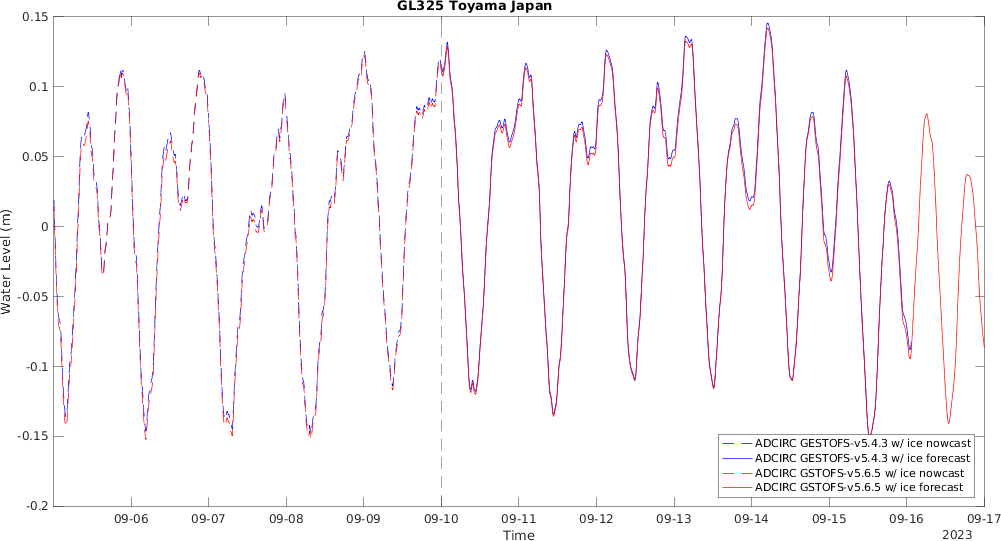 GL325 Toyama Japan
0.15
0.1
0.05
0
-0.05
-0.1
-0.15
-0.2
Water Level (m)
ADCIRC GESTOFS-v5.4.3 w/ ice nowcast
ADCIRC GESTOFS-v5.4.3 w/ ice forecast
ADCIRC GSTOFS-v5.6.5 w/ ice nowcast
ADCIRC GSTOFS-v5.6.5 w/ ice forecast
09-06 09-07 09-08 09-09 09-10 09-11 09-12 09-13 09-14 09-15 09-16 09-17
Time
2023